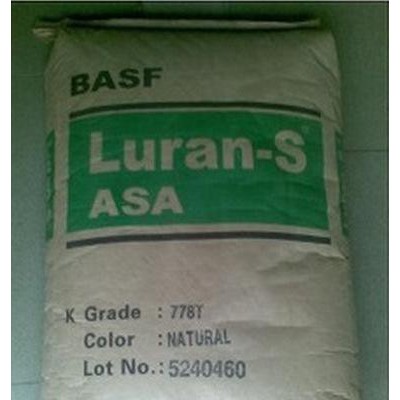 BASF
Luran-S®
ASA
K Grade : 778T
Color : NATURAL
Lot No.: 5240460